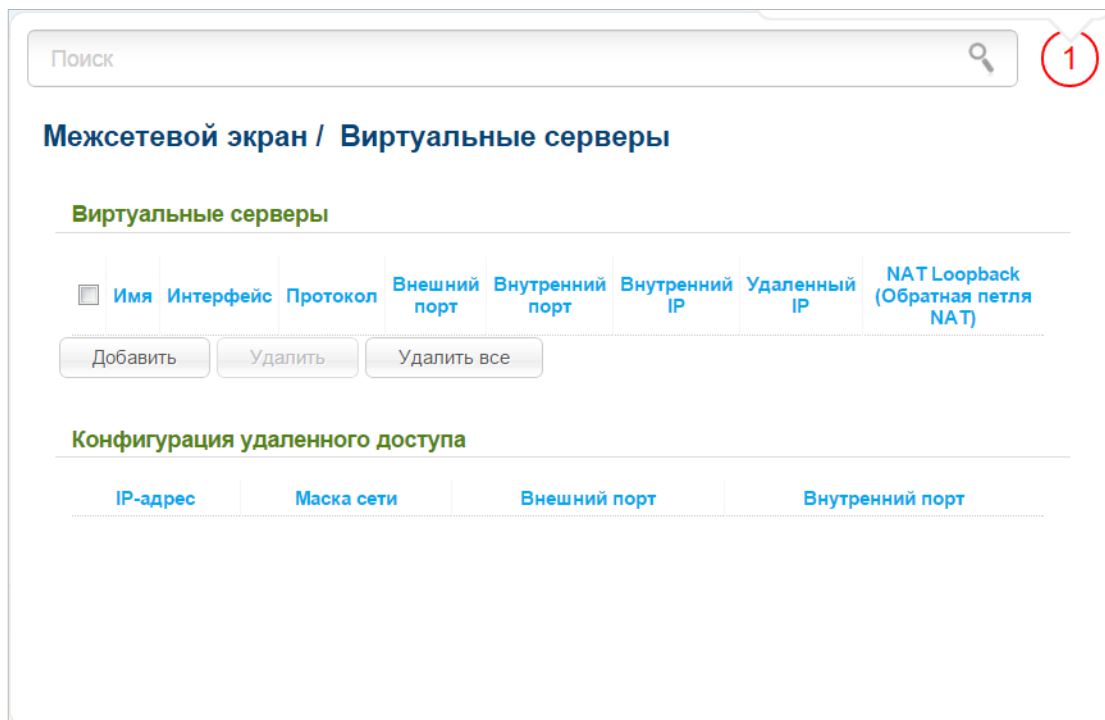 Поиск
1
Межсетевой экран / Виртуальные серверы
Виртуальные серверы
Имя Интерфейс Протокол Внешний порт Внутренний порт Внутренний IP Удаленный IP NAT Loopback (Обратная петля NAT)
Добавить Удалить Удалить все
Конфигурация удаленного доступа
IP-адрес Маска сети Внешний порт Внутренний порт